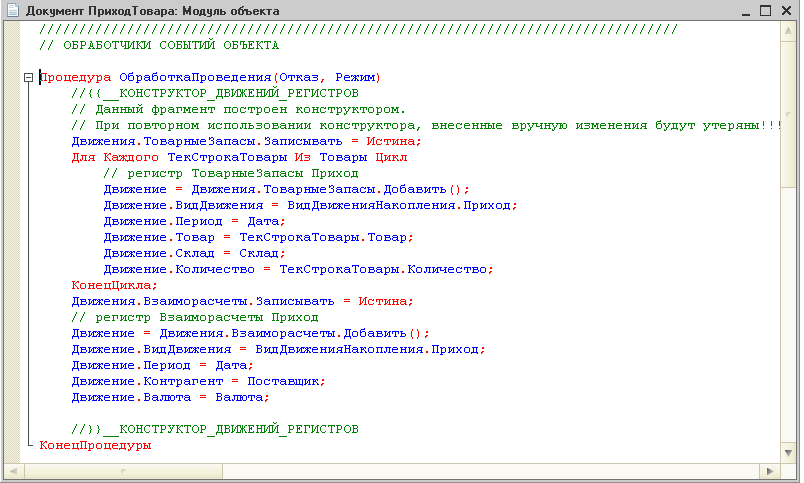 Документ ПриходТовара: Модуль объекта
////////////////////////////////////////////////////////////////////////////////
// ОБРАБОТЧИКИ СОБЫТИЙ ОБЪЕКТА
Процедура ОбработкаПроведения(Отказ, Режим)
//{{__КОНСТРУКТОР_ДВИЖЕНИЙ_РЕГИСТРОВ
// Данный фрагмент построен конструктором.
// При повторном использовании конструктора, внесенные вручную изменения будут утеряны!!!
Движения.ТоварныеЗапасы.Записывать = Истина;
Для Каждого ТекСтрокаТовары Из Товары Цикл
// регистр ТоварныеЗапасы Приход
Движение = Движения.ТоварныеЗапасы.Добавить();
Движение.ВидДвижения = ВидДвиженияНакопления.Приход;
Движение.Период = Дата;
Движение.Товар = ТекСтрокаТовары.Товар;
Движение.Склад = Склад;
Движение.Количество = ТекСтрокаТовары.Количество;
КонецЦикла;
Движения.Взаиморасчеты.Записывать = Истина;
// регистр Взаиморасчеты Приход
Движение = Движения.Взаиморасчеты.Добавить();
Движение.ВидДвижения = ВидДвиженияНакопления.Приход;
Движение.Период = Дата;
Движение.Контрагент = Поставщик;
Движение.Валюта = Валюта;
//}}__КОНСТРУКТОР_ДВИЖЕНИЙ_РЕГИСТРОВ
КонецПроцедуры